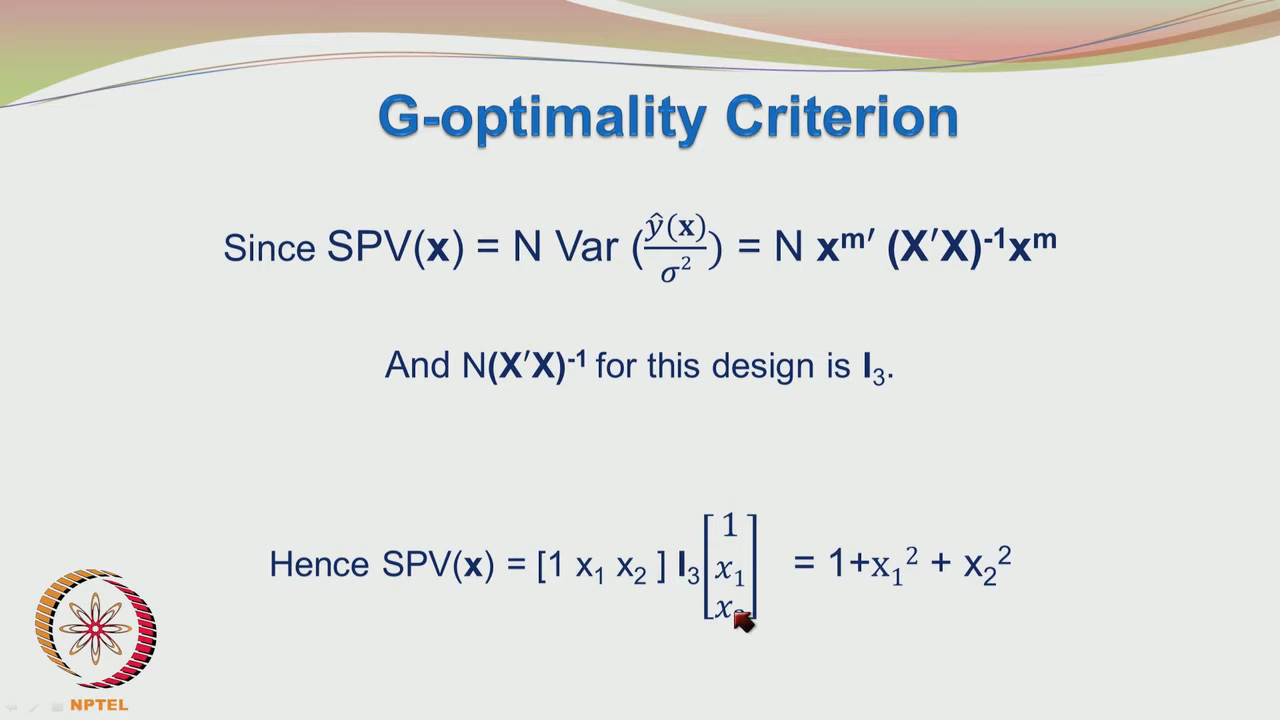 G-optimality Criterion
Since SPV(x) = N Var (ŷ(x)/σ²) = N xᵐ′ (X′X)⁻¹xᵐ
And N(X′X)⁻¹ for this design is I₃.
Hence SPV(x) = [1 x₁ x₂ ] I₃ [1 x₁ x] = 1+x₁² + x₂²
NPTEL